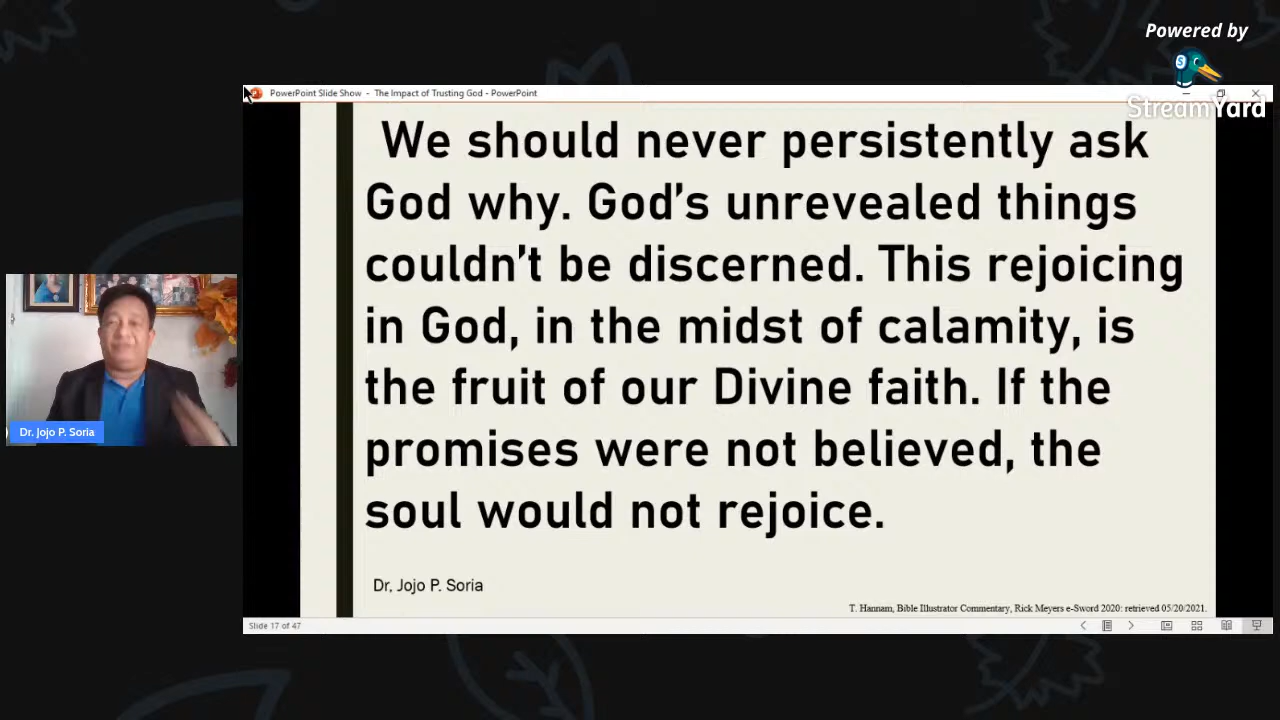 Powered by
StreamYard
PowerPoint Slide Show - The Impact of Trusting God - PowerPoint
We should never persistently ask
God why. God’s unrevealed things
couldn’t be discerned. This rejoicing
in God, in the midst of calamity, is
the fruit of our Divine faith. If the
promises were not believed, the
soul would not rejoice.
Dr. Jojo P. Soria
Dr, Jojo P. Soria
T. Hannam, Bible Illustrator Commentary, Rick Meyers e-Sword 2020: retrieved 05/20/2021.
Slide 17 of 47